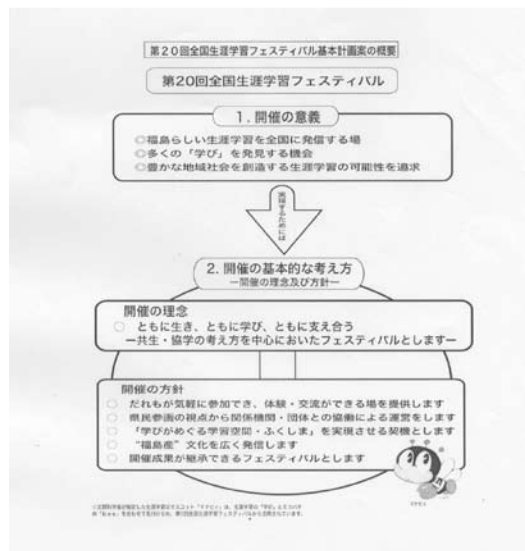 第20回全国生涯学習フェスティバル基本計画案の概要
第20回全国生涯学習フェスティバル
1. 開催の意義
◎福島らしい生涯学習を全国に発信する場
◎多くの「学び」を発見する機会
◎豊かな地域社会を創造する生涯学習の可能性を追求
実現するためには
2. 開催の基本的な考え方
ー開催の理念及び方針ー
開催の理念
○ ともに生き、ともに学び、ともに支え合う
ー共生・協学の考え方を中心においたフェスティバルとしますー
開催の方針
○ だれもが気軽に参加でき、体験・交流ができる場を提供します
○ 県民参画の視点から関係機関・団体との協働による運営をします
○ 「学びがめぐる学習空間・ふくしま」を実現させる契機とします
○ “福島産”文化を広く発信します
○ 開催成果が継承できるフェスティバルとします
マナビィ